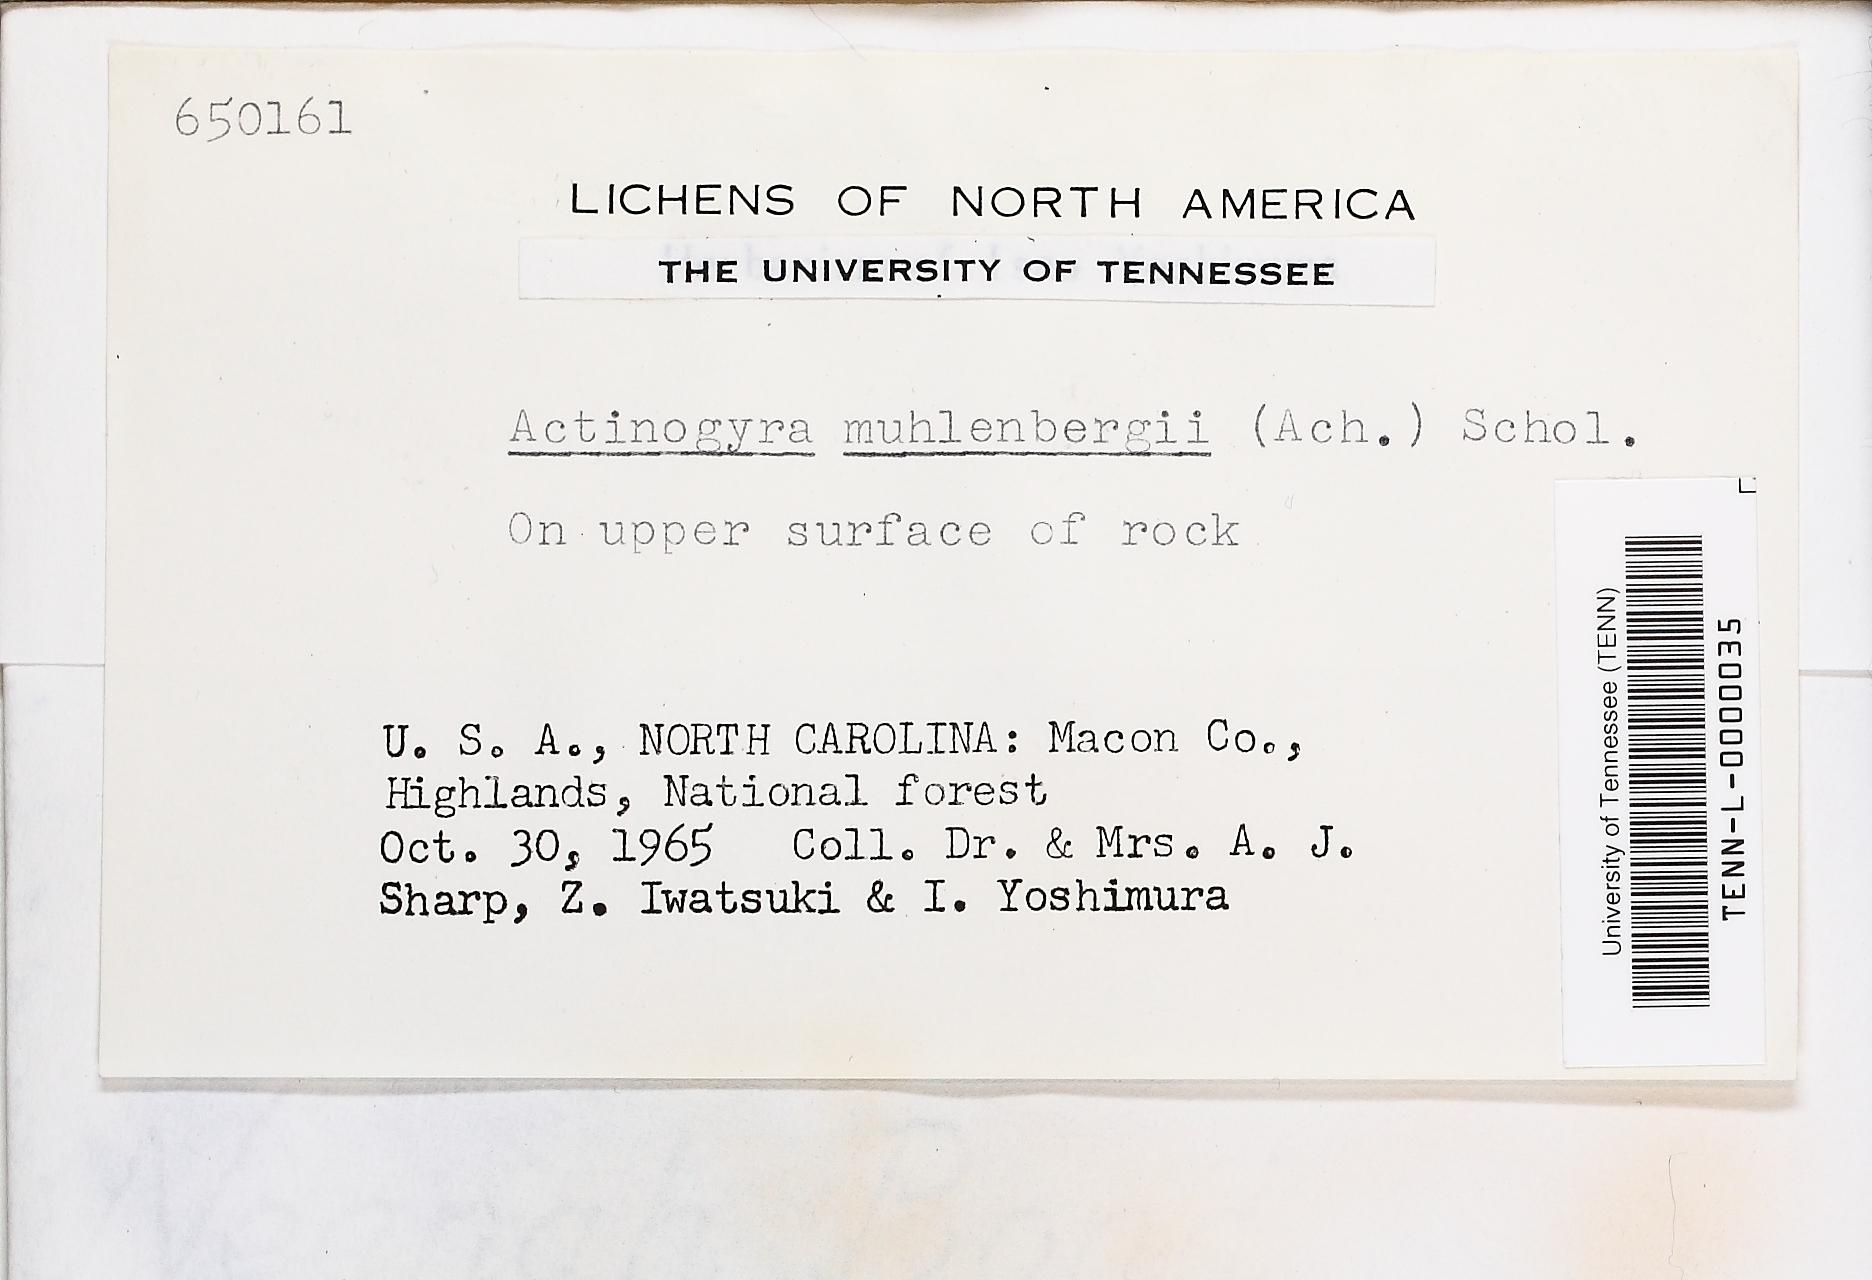 650161
LICHENS OF NORTH AMERICA
THE UNIVERSITY OF TENNESSEE
Actinogyra muhlenbergii (Ach.) Schol.
On upper surface of rock
U. S. A., NORTH CAROLINA: Macon Co.,
Highlands, National forest
Oct. 30, 1965 Coll. Dr. & Mrs. A. J.
Sharp, Z. Iwatsuki & I. Yoshimura
University of Tennessee (TENN)
TENN-L-0000035